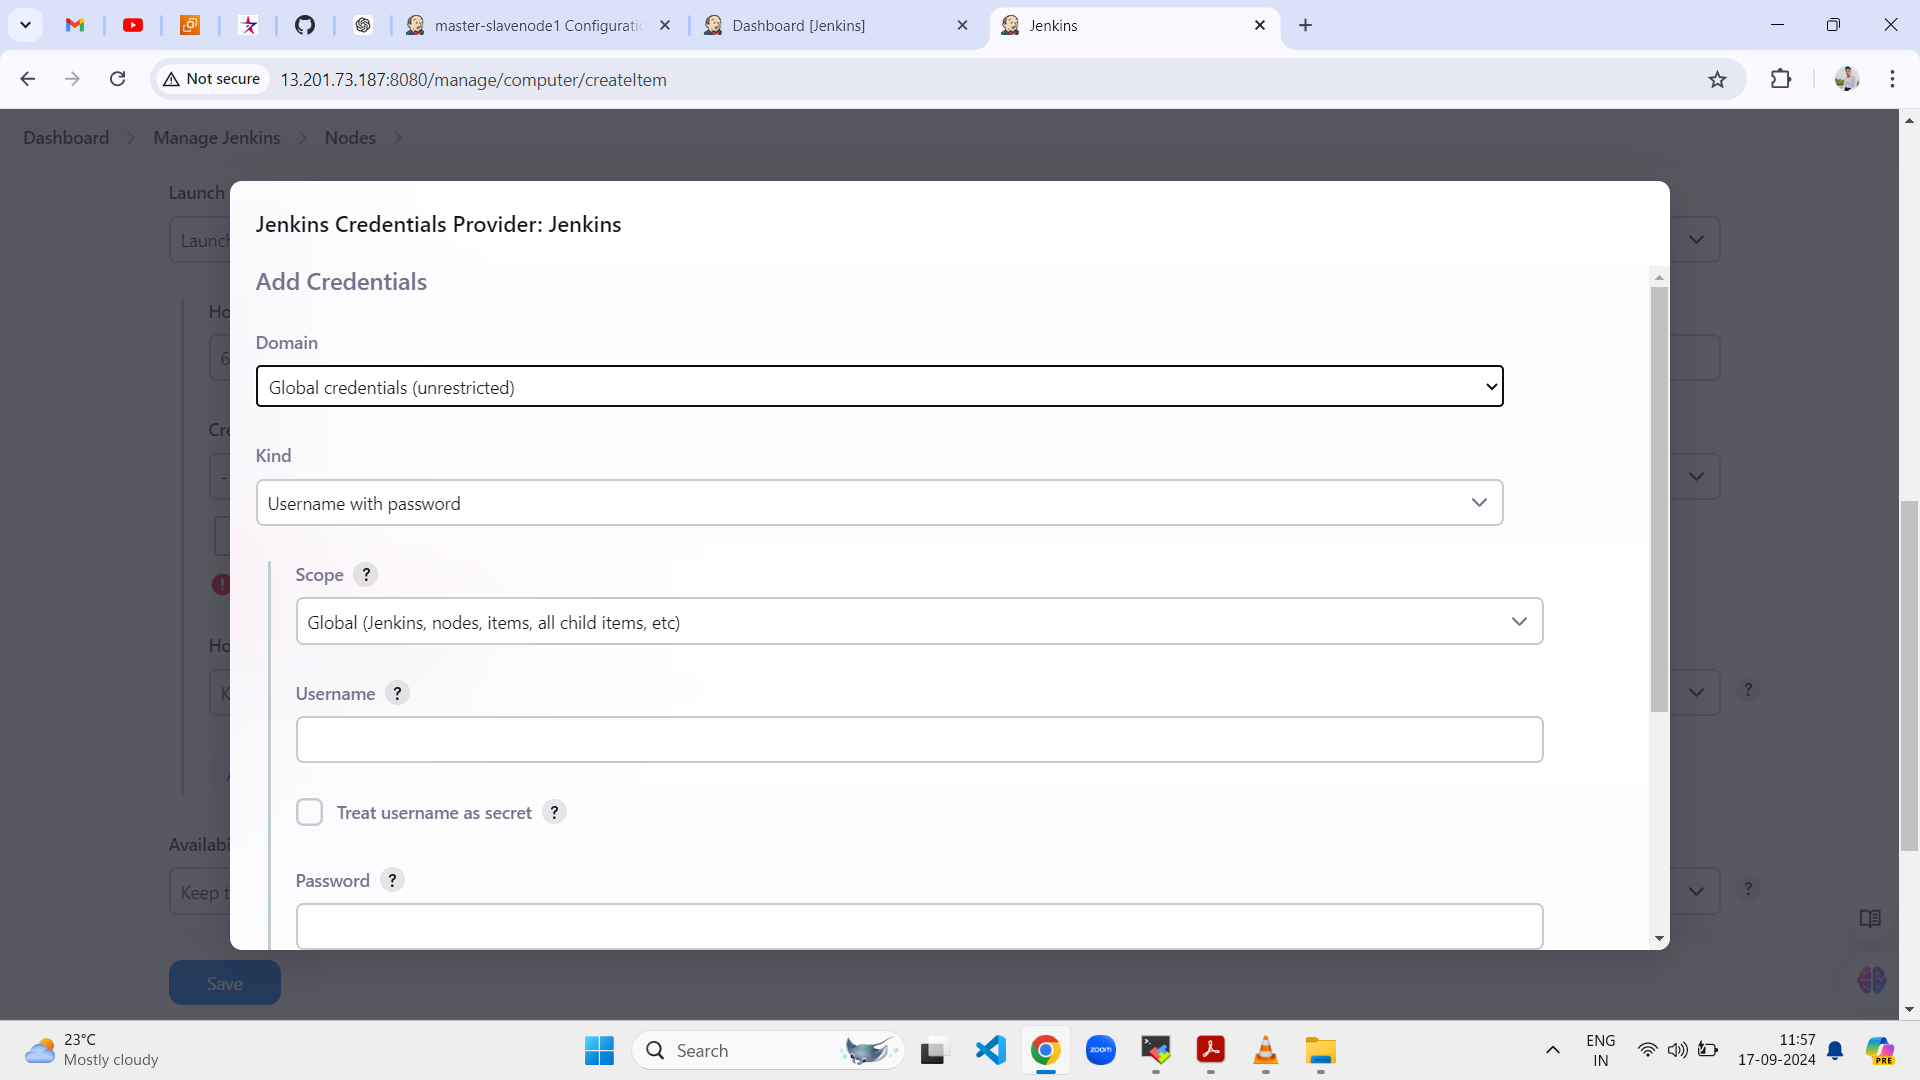 master-slavenode1 Configuratio
Dashboard [Jenkins]
Jenkins
Not secure
13.201.73.187:8080/manage/computer/createItem
Dashboard
Manage Jenkins
Nodes
Launch
Launch
Jenkins Credentials Provider: Jenkins
Add Credentials
Domain
Global credentials (unrestricted)
Kind
Username with password
Scope ?
Global (Jenkins, nodes, items, all child items, etc)
Username ?
Treat username as secret ?
Password ?
Ho
6
Cre
-
Ho
K
?
Availabi
Keep t
?
Save
23°C
Mostly cloudy
Search
zoom
ENG
IN
11:57
17-09-2024
PRE